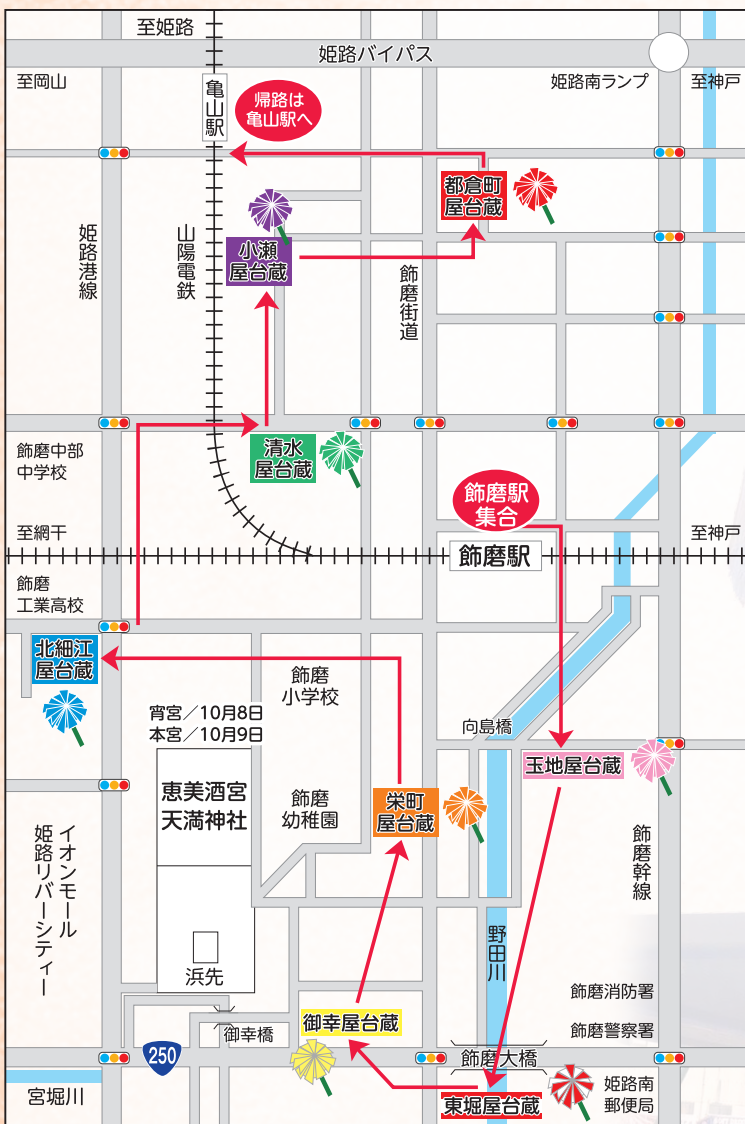 至姫路
姫路バイパス
至岡山
亀山駅
帰路は
亀山駅へ
姫路南ランプ
至神戸
都倉町
屋台蔵
姫路港線
山陽電鉄
小瀬
屋台蔵
飾磨街道
飾磨中部
中学校
清水
屋台蔵
飾磨駅
集合
至網干
飾磨駅
至神戸
飾磨
工業高校
北細江
屋台蔵
飾磨
小学校
宵宮／10月8日
本宮／10月9日
向島橋
玉地屋台蔵
恵美酒宮
天満神社
飾磨
幼稚園
栄町
屋台蔵
イオンモール
姫路リバーシティー
飾磨幹線
野田川
浜先
飾磨消防署
御幸橋
御幸屋台蔵
飾磨警察署
250
飾磨大橋
宮堀川
東堀屋台蔵
姫路南
郵便局